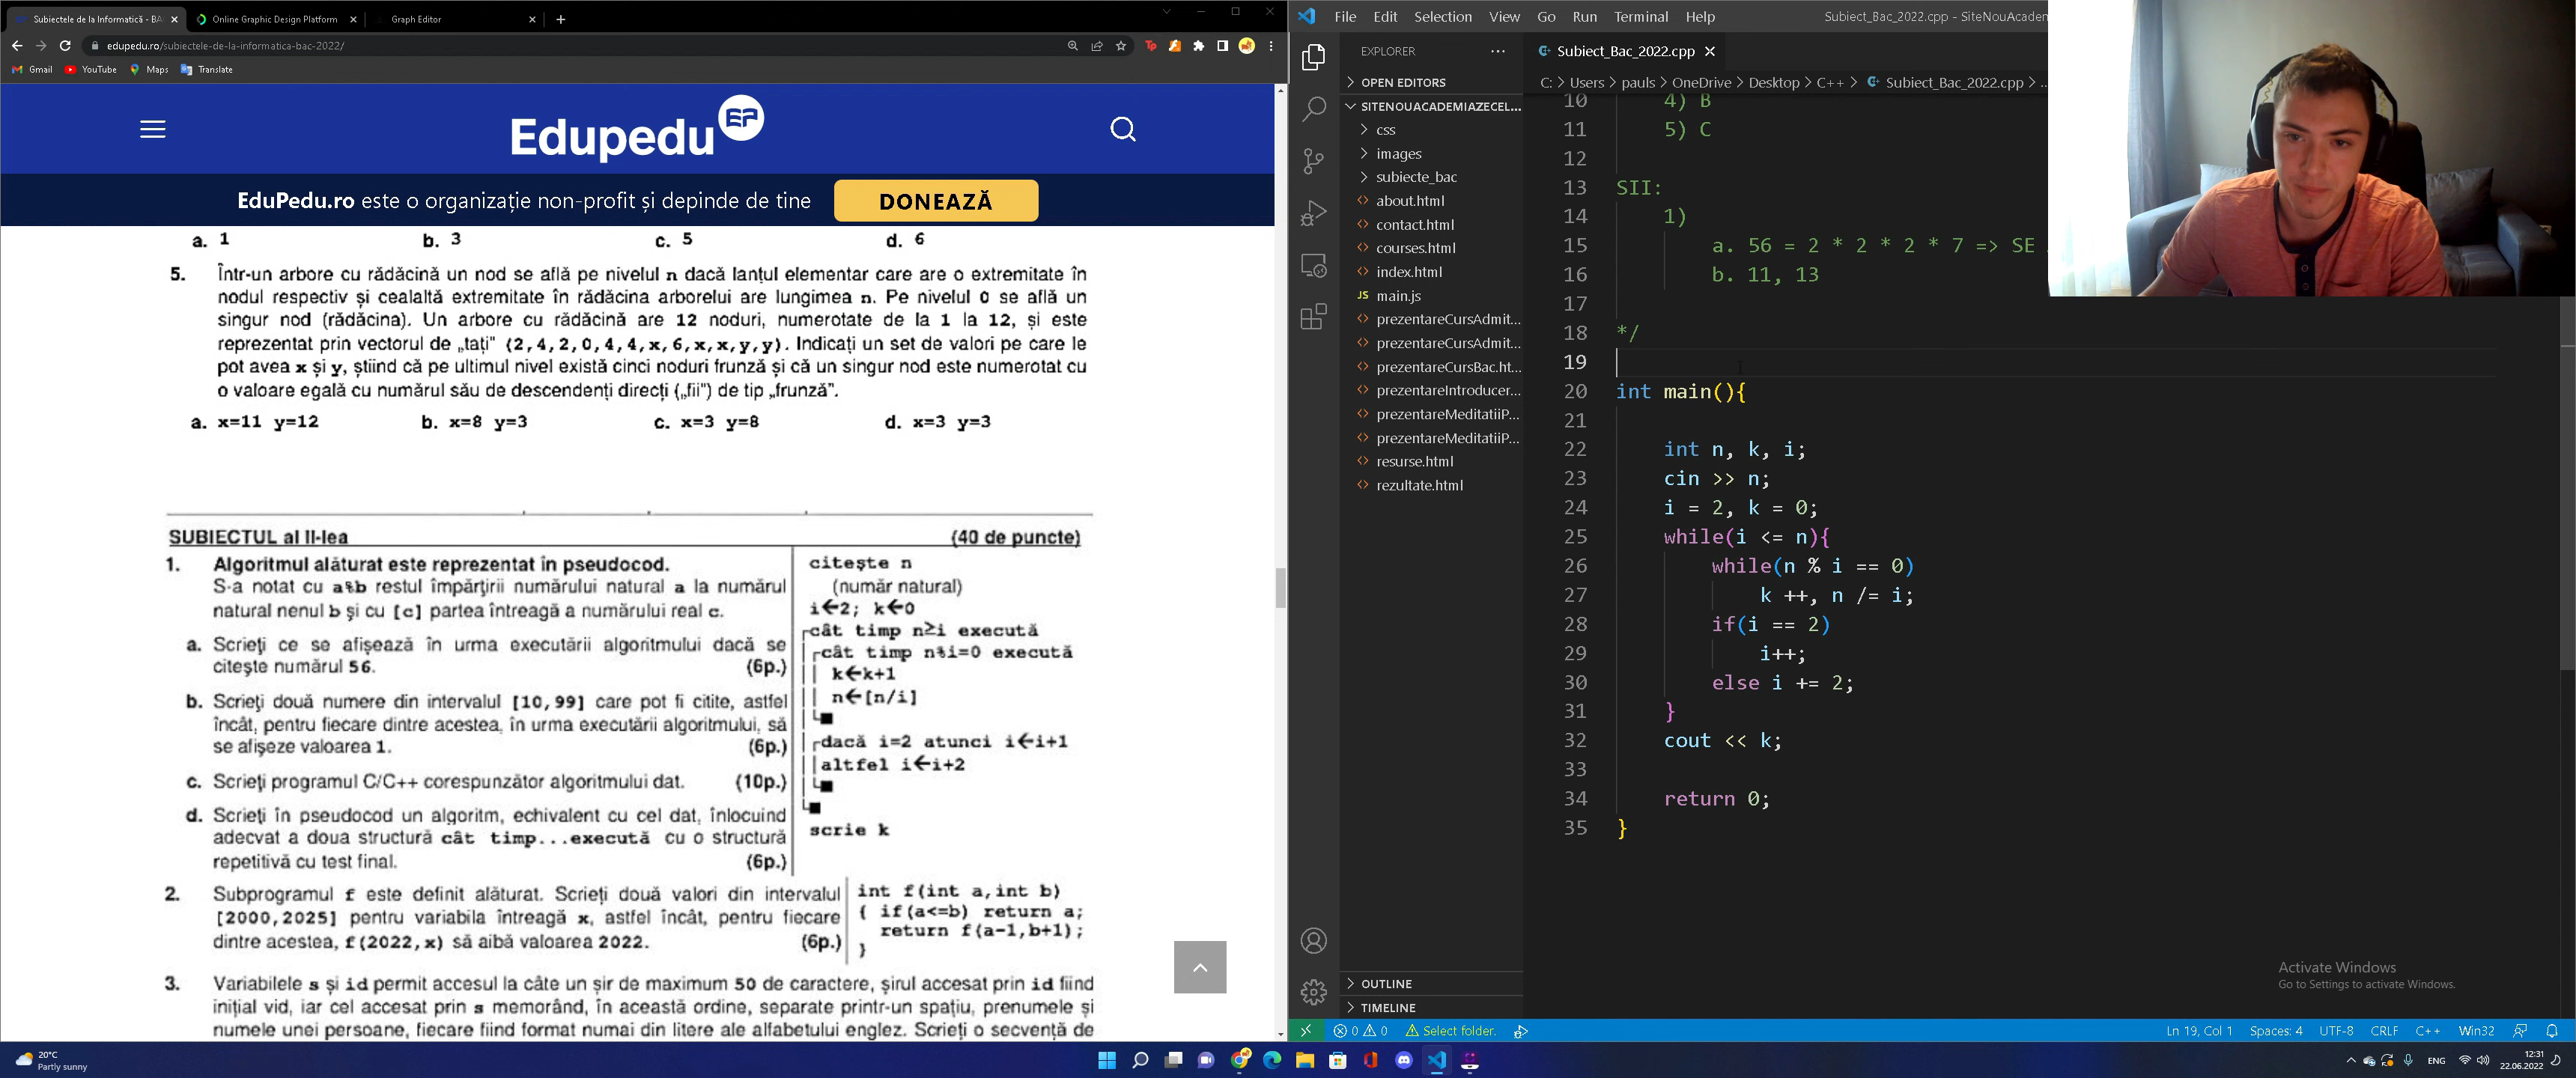 Subiectele de la Informatică - BA
Online Graphic Design Platform
Graph Editor
edupedu.ro/subiectele-de-la-informatica-bac-2022/
Gmail
YouTube
Maps
Translate
Edupedu EP
EduPedu.ro este o organizație non-profit și depinde de tine
DONEAZĂ
a. 1 b. 3 c. 5 d. 6
5. Într-un arbore cu rădăcină un nod se află pe nivelul n dacă lanțul elementar care are o extremitate în
nodul respectiv și cealaltă extremitate în rădăcina arborelui are lungimea n. Pe nivelul 0 se află un
singur nod (rădăcina). Un arbore cu rădăcină are 12 noduri, numerotate de la 1 la 12, și este
reprezentat prin vectorul de „tați” (2,4,2,0,4,4,x,6,x,x,y,y). Indicați un set de valori pe care le
pot avea x și y, știind că pe ultimul nivel există cinci noduri frunză și că un singur nod este numerotat cu
o valoare egală cu numărul său de descendenți direcți („fii”) de tip „frunză”.
a. x=11 y=12 b. x=8 y=3 c. x=3 y=8 d. x=3 y=3
SUBIECTUL al II-lea (40 de puncte)
1. Algoritmul alăturat este reprezentat în pseudocod.
S-a notat cu a%b restul împărțirii numărului natural a la numărul
natural nenul b și cu [c] partea întreagă a numărului real c.
a. Scrieți ce se afișează în urma executării algoritmului dacă se
citește numărul 56. (6p.)
b. Scrieți două numere din intervalul [10,99] care pot fi citite, astfel
încât, pentru fiecare dintre acestea, în urma executării algoritmului, să
se afișeze valoarea 1. (6p.)
c. Scrieți programul C/C++ corespunzător algoritmului dat. (10p.)
d. Scrieți în pseudocod un algoritm, echivalent cu cel dat, înlocuind
adecvat a doua structură cât timp...execută cu o structură
repetitivă cu test final. (6p.)
citește n
(număr natural)
i←2; k←0
cât timp n≥i execută
cât timp n%i=0 execută
k←k+1
n←[n/i]
■
dacă i=2 atunci i←i+1
altfel i←i+2
■
■
scrie k
2. Subprogramul f este definit alăturat. Scrieți două valori din intervalul
[2000,2025] pentru variabila întreagă x, astfel încât, pentru fiecare
dintre acestea, f(2022,x) să aibă valoarea 2022. (6p.)
int f(int a,int b)
{ if(a<=b) return a;
return f(a-1,b+1);
}
3. Variabilele s și id permit accesul la câte un șir de maximum 50 de caractere, șirul accesat prin id fiind
inițial vid, iar cel accesat prin s memorând, în această ordine, separate printr-un spațiu, prenumele și
numele unei persoane, fiecare fiind format numai din litere ale alfabetului englez. Scrieți o secvență de
File Edit Selection View Go Run Terminal Help
Subiect_Bac_2022.cpp - SiteNouAcadem
EXPLORER
OPEN EDITORS
SITENOUACADEMIAZECEL...
css
images
subiecte_bac
about.html
contact.html
courses.html
index.html
JS main.js
prezentareCursAdmit...
prezentareCursAdmit...
prezentareCursBac.ht...
prezentareIntroducer...
prezentareMeditatiiP...
prezentareMeditatiiP...
resurse.html
rezultate.html
OUTLINE
TIMELINE
Subiect_Bac_2022.cpp
C: > Users > pauls > OneDrive > Desktop > C++ > Subiect_Bac_2022.cpp > ..
10 4) B
11 5) C
12
13 SII:
14 1)
15 a. 56 = 2 * 2 * 2 * 7 => SE
16 b. 11, 13
17
18 */
19
20 int main(){
21
22 int n, k, i;
23 cin >> n;
24 i = 2, k = 0;
25 while(i <= n){
26 while(n % i == 0)
27 k ++, n /= i;
28 if(i == 2)
29 i++;
30 else i += 2;
31 }
32 cout << k;
33
34 return 0;
35 }
Activate Windows
Go to Settings to activate Windows.
0 0 Select folder.
Ln 19, Col 1 Spaces: 4 UTF-8 CRLF C++ Win32
20°C
Partly sunny
ENG
12:31
22.06.2022